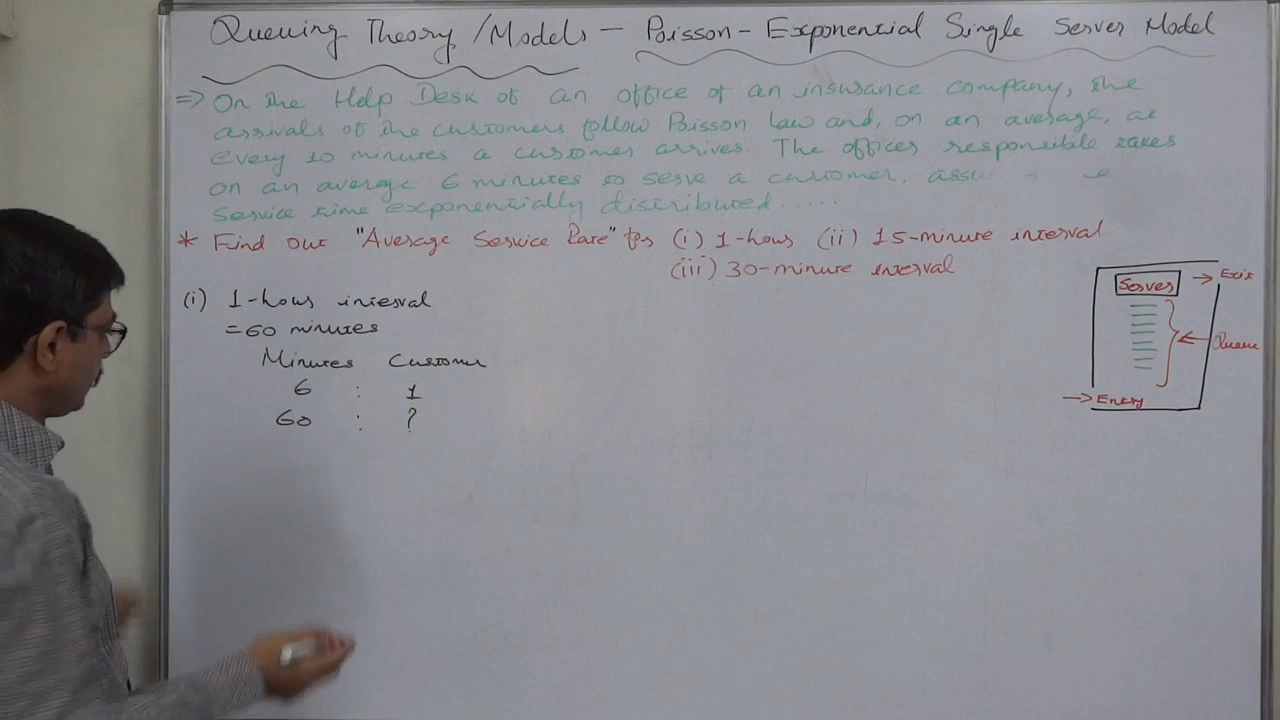 Queuing Theory / Models - Poisson - Exponential Single Server Model
=> On the Help Desk of an office of an insurance company, the
arrivals of the customers follow Poisson Law and, on an average, at
every 10 minutes a customer arrives. The officer responsible takes
on an average 6 minutes to serve a customer,
service time exponentially distributed.....
* Find out "Average Service Rate" for (i) 1-hour (ii) 15-minute interval
(iii) 30-minute interval
(i) 1-hour interval
= 60 minutes
Minutes Customer
6 : 1
60 : ?
Server
→ Exit
Queue
→ Entry